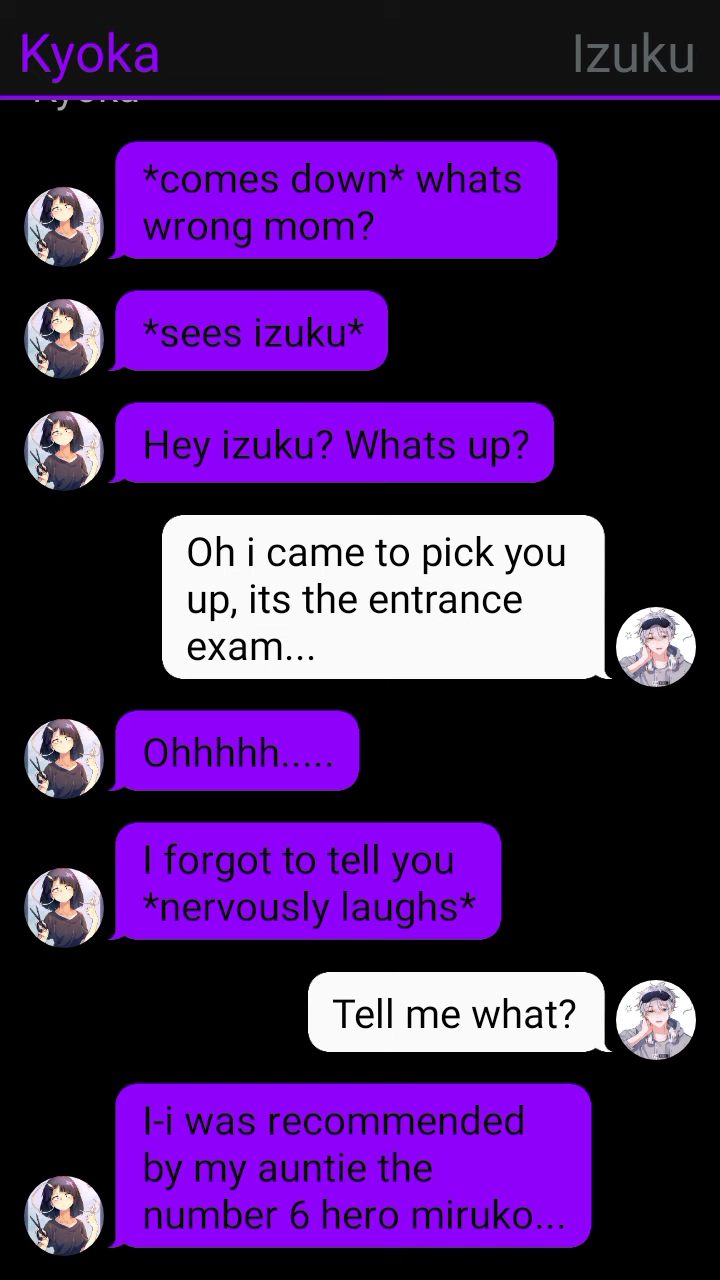 Kyoka
Izuku
Kyoka
*comes down* whats
wrong mom?
*sees izuku*
Hey izuku? Whats up?
Oh i came to pick you
up, its the entrance
exam...
Ohhhhh.....
I forgot to tell you
*nervously laughs*
Tell me what?
I-i was recommended
by my auntie the
number 6 hero miruko...